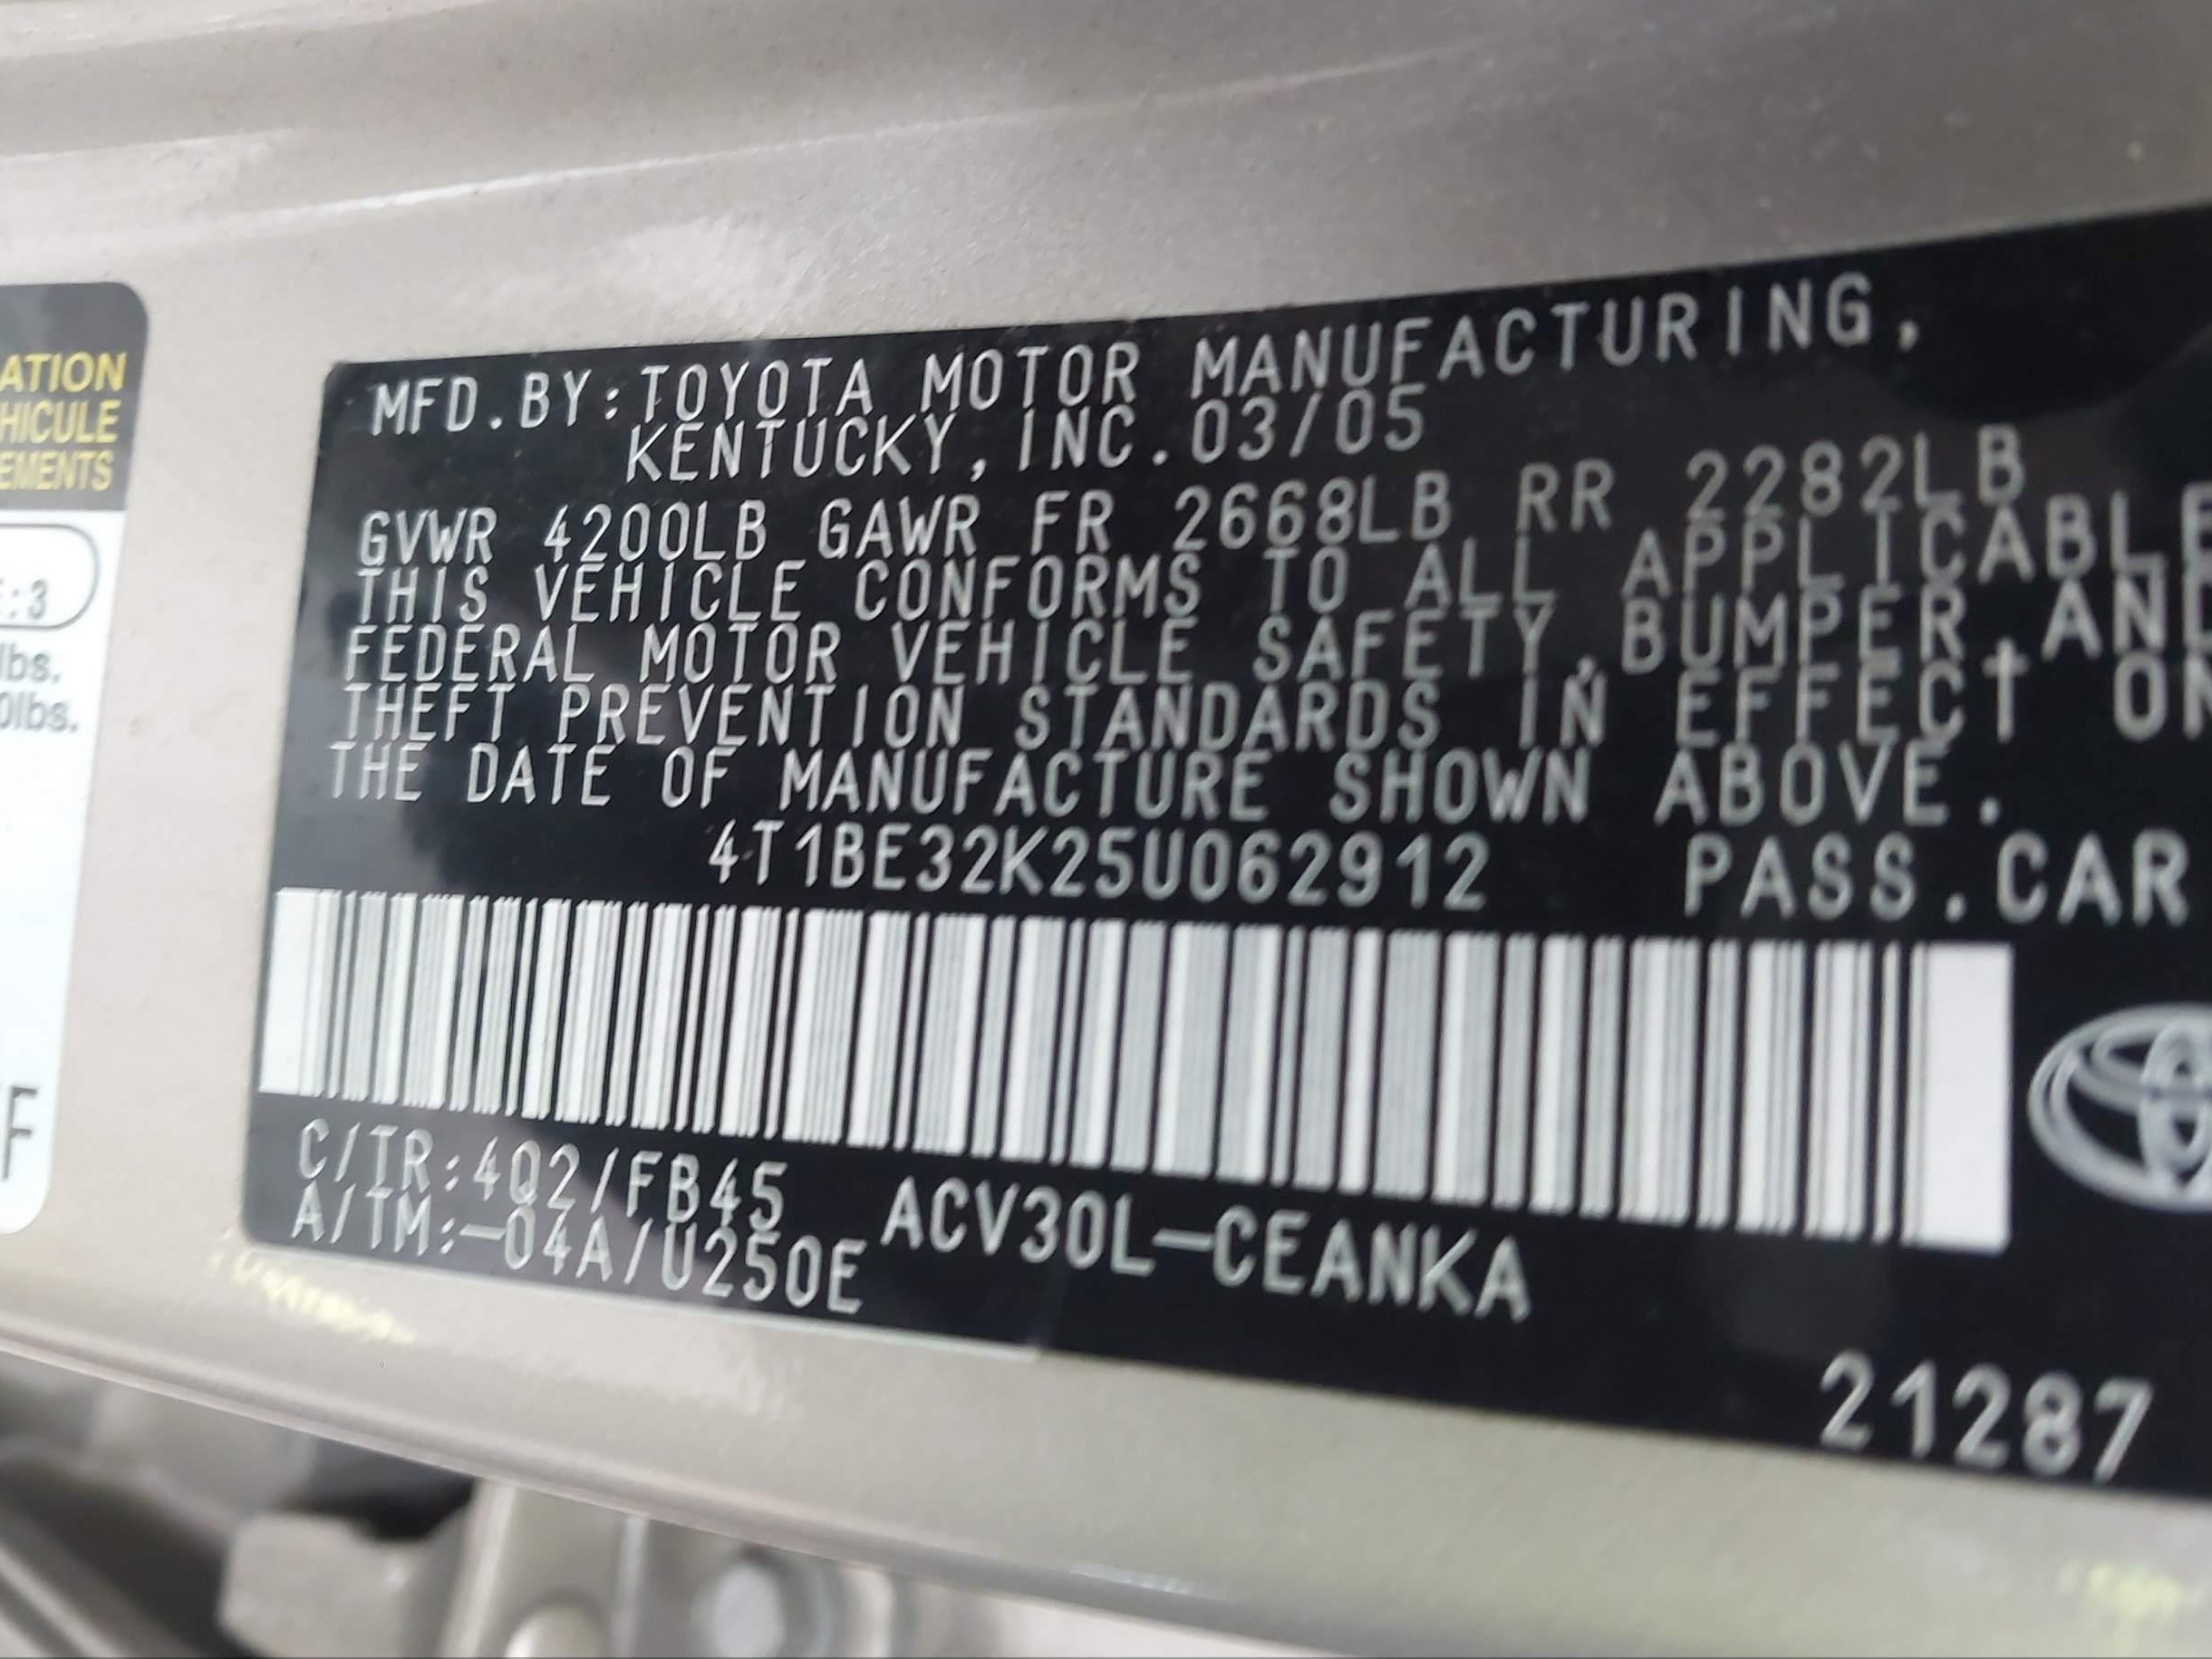 ATION
HICULE
EMENTS
:3
lbs.
0lbs.
F
MFD.BY:TOYOTA MOTOR MANUFACTURING,
KENTUCKY, INC.03/05
GVWR 4200LB GAWR FR 2668LB RR 2282LB
THIS VEHICLE CONFORMS TO ALL APPLICABLE
FEDERAL MOTOR VEHICLE SAFETY,BUMPER,AND
THEFT PREVENTION STANDARDS IN EFFECT ON
THE DATE OF MANUFACTURE SHOWN ABOVE.
4T1BE32K25U062912 PASS.CAR
C/TR:4Q2/FB45 ACV30L-CEANKA
A/TM:-04A/U250E
21287